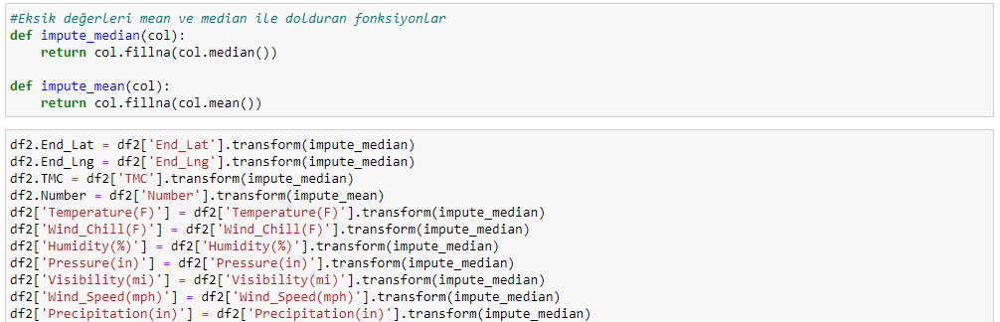 #Eksik değerleri mean ve median ile dolduran fonksiyonlar
def impute_median(col):
    return col.fillna(col.median())
def impute_mean(col):
    return col.fillna(col.mean())
df2.End_Lat = df2['End_Lat'].transform(impute_median)
df2.End_Lng = df2['End_Lng'].transform(impute_median)
df2.TMC = df2['TMC'].transform(impute_median)
df2.Number = df2['Number'].transform(impute_mean)
df2['Temperature(F)'] = df2['Temperature(F)'].transform(impute_median)
df2['Wind_Chill(F)'] = df2['Wind_Chill(F)'].transform(impute_median)
df2['Humidity(%)'] = df2['Humidity(%)'].transform(impute_median)
df2['Pressure(in)'] = df2['Pressure(in)'].transform(impute_median)
df2['Visibility(mi)'] = df2['Visibility(mi)'].transform(impute_median)
df2['Wind_Speed(mph)'] = df2['Wind_Speed(mph)'].transform(impute_median)
df2['Precipitation(in)'] = df2['Precipitation(in)'].transform(impute_median)